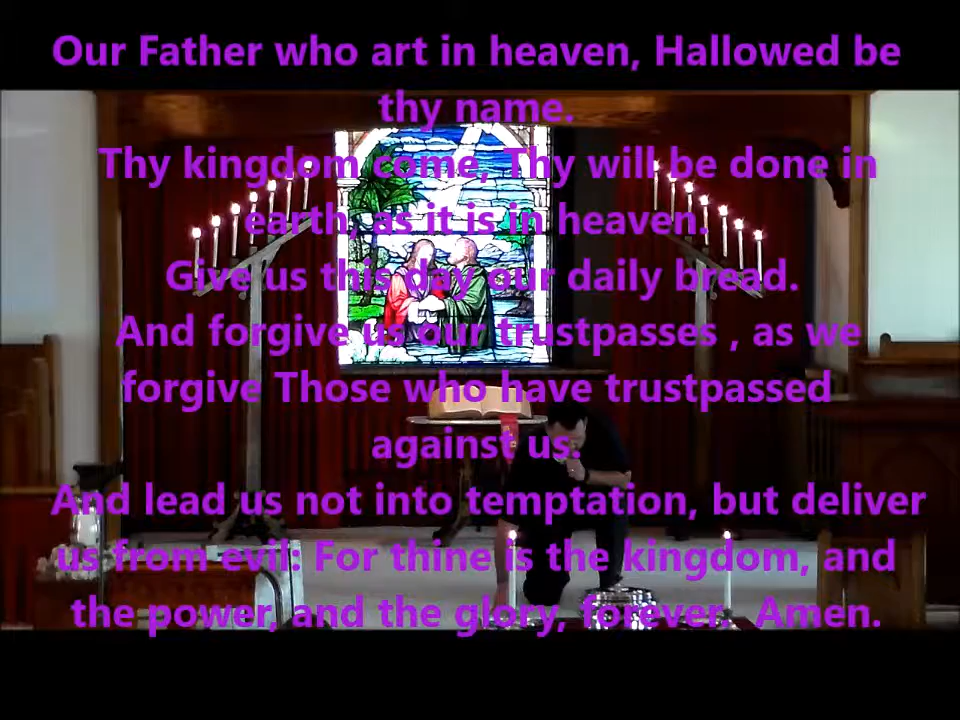 Our Father who art in heaven, Hallowed be
thy name.
Thy kingdom come, Thy will be done in
earth, as it is in heaven.
Give us this day our daily bread.
And forgive us our trustpasses , as we
forgive Those who have trustpassed
against us.
And lead us not into temptation, but deliver
us from evil: For thine is the kingdom, and
the power, and the glory, forever. Amen.